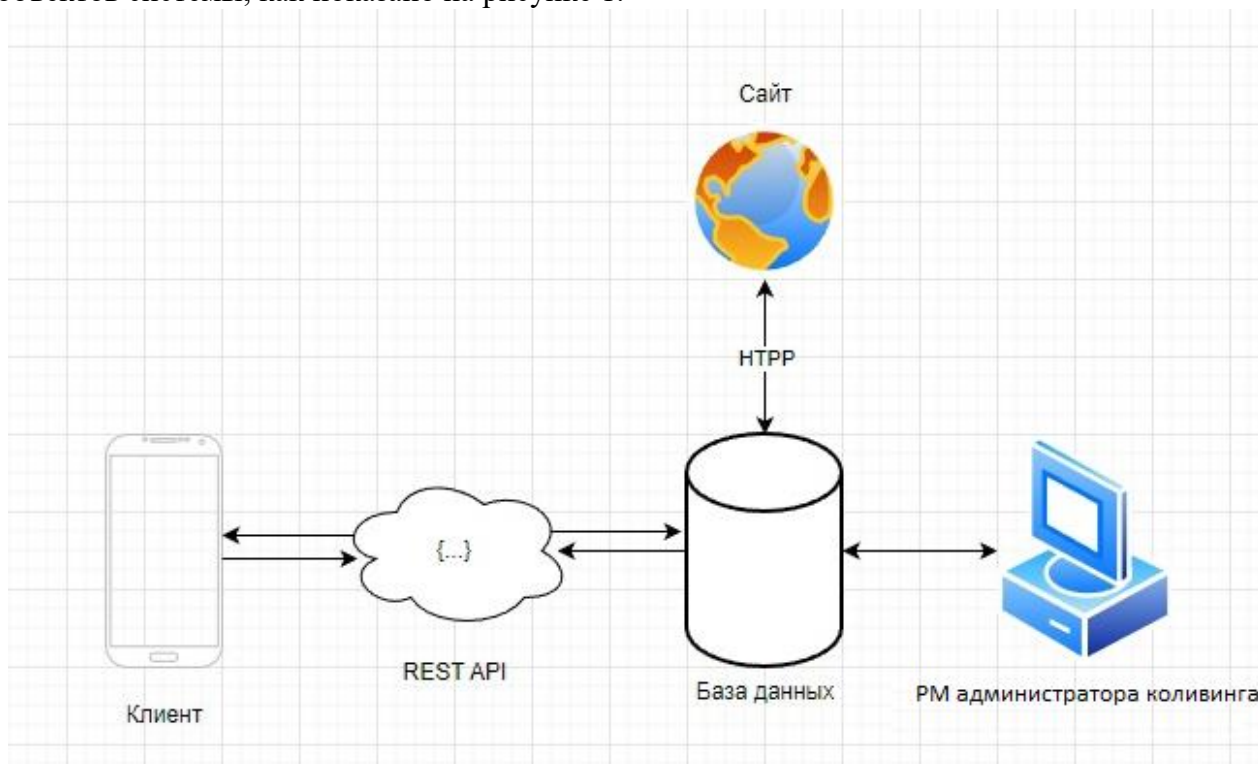 Сайт
HTPP
{...}
REST API
База данных
РМ администратора коливинга
Клиент